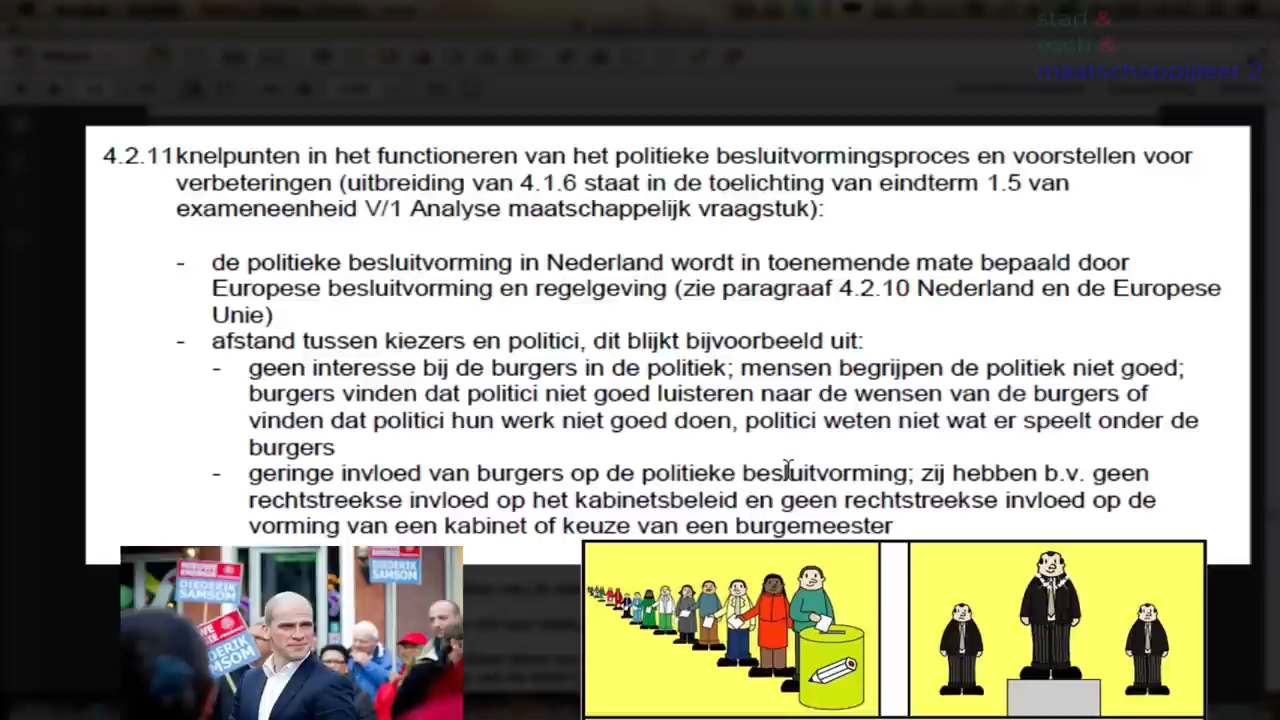 start &
esch &
maatschappijleer 2
4.2.11knelpunten in het functioneren van het politieke besluitvormingsproces en voorstellen voor
verbeteringen (uitbreiding van 4.1.6 staat in de toelichting van eindterm 1.5 van
exameneenheid V/1 Analyse maatschappelijk vraagstuk):
- de politieke besluitvorming in Nederland wordt in toenemende mate bepaald door
Europese besluitvorming en regelgeving (zie paragraaf 4.2.10 Nederland en de Europese
Unie)
- afstand tussen kiezers en politici, dit blijkt bijvoorbeeld uit:
- geen interesse bij de burgers in de politiek; mensen begrijpen de politiek niet goed;
burgers vinden dat politici niet goed luisteren naar de wensen van de burgers of
vinden dat politici hun werk niet goed doen, politici weten niet wat er speelt onder de
burgers
- geringe invloed van burgers op de politieke besluitvorming; zij hebben b.v. geen
rechtstreekse invloed op het kabinetsbeleid en geen rechtstreekse invloed op de
vorming van een kabinet of keuze van een burgemeester
DIEDERIK
SAMSOM
DIEDERIK
SAMSOM